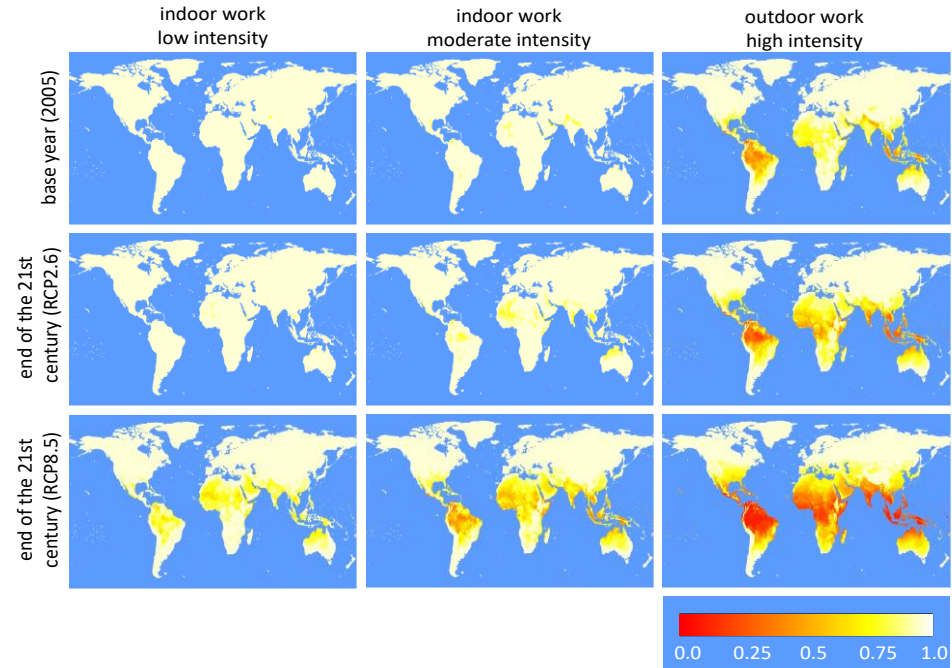 indoor work
low intensity
indoor work
moderate intensity
outdoor work
high intensity
base year (2005)
end of the 21st
century (RCP2.6)
end of the 21st
century (RCP8.5)
0.0 0.25 0.50 0.75 1.0